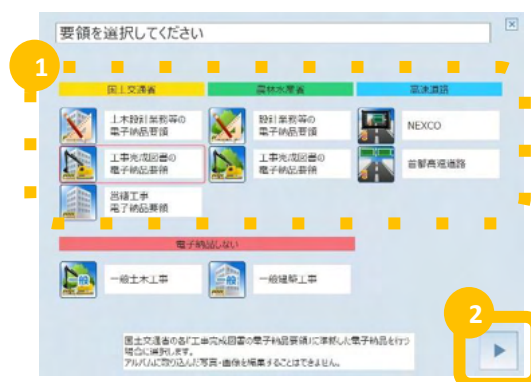 要領を選択してください
1
国土交通省
農林水産省
高速道路
土木設計業務等の
電子納品要領
設計業務等の
電子納品要領
NEXCO
工事完成図書の
電子納品要領
工事完成図書の
電子納品要領
首都高速道路
営繕工事
電子納品要領
電子納品しない
一般土木工事
般
一般建築工事
2
国土交通省の各「工事完成図書の電子納品要領」に準拠した電子納品を行う
場合に選択します。
アルバムに取り込んだ写真・画像を編集することはできません。